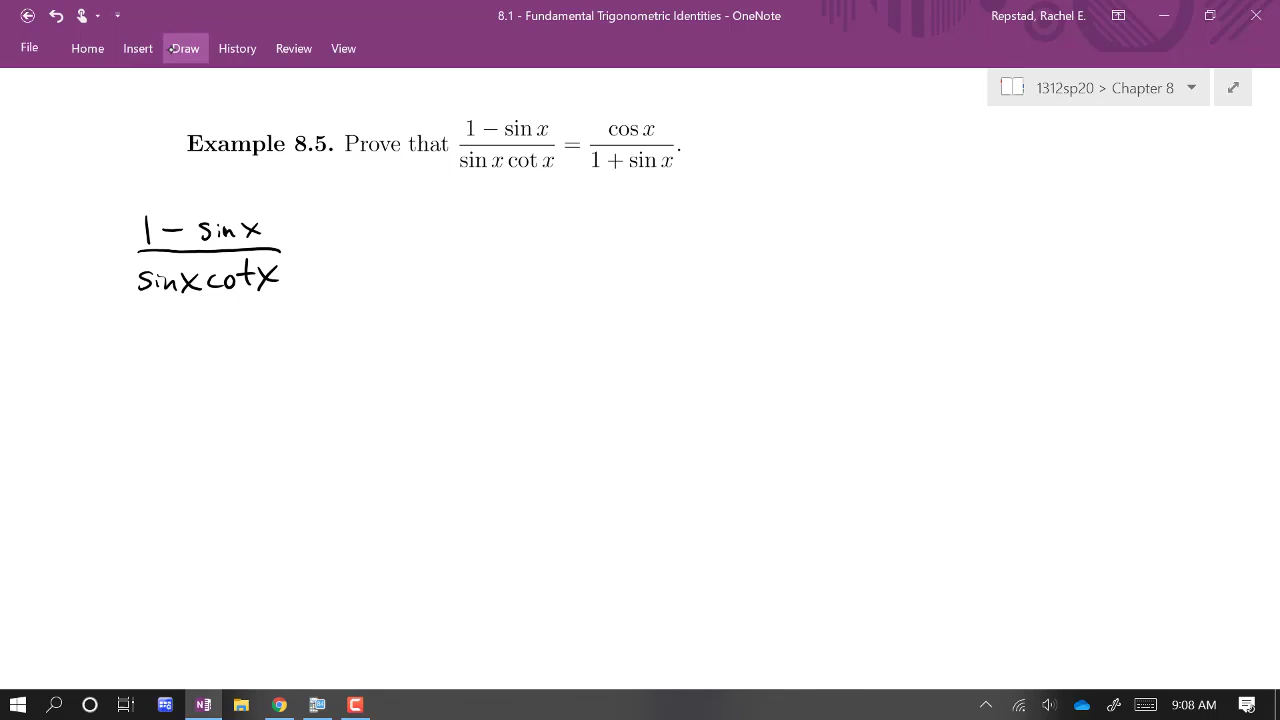 8.1 - Fundamental Trigonometric Identities - OneNote
Repstad, Rachel E.
File Home Insert Draw History Review View
1312sp20 > Chapter 8
Example 8.5. Prove that (1 − sin x)/(sin x cot x) = cos x/(1 + sin x).
1 − sin x
sin x cot x
9:08 AM